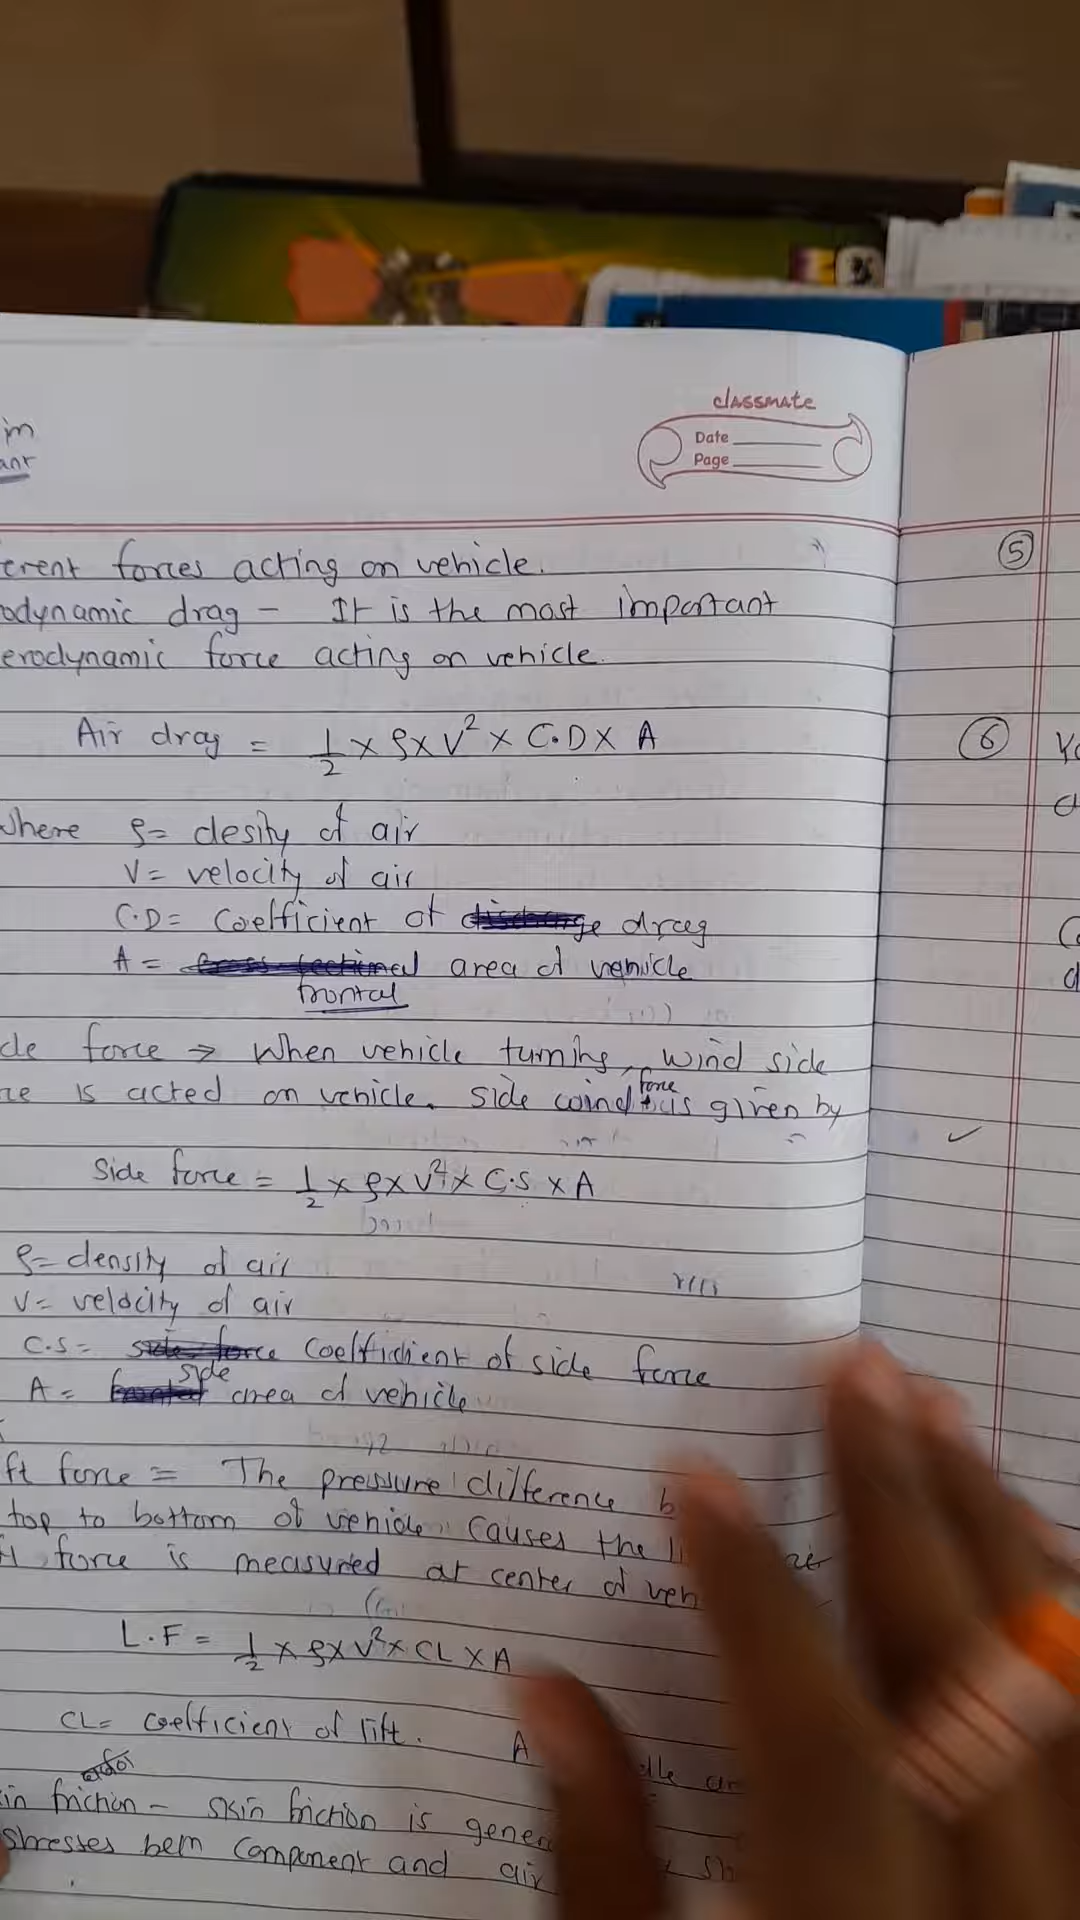 im
ant
classmate
Date
Page
erent forces acting on vehicle.
odynamic drag - It is the most important
erodynamic force acting on vehicle.
Air drag = 1/2 × ρ × V² × C.D × A
where ρ = desity of air
V = velocity of air
C.D = Coefficient of drag
A = area of vehicle
frontal
de force → When vehicle turning, wind side
ce is acted on vehicle. Side wind force is given by
Side force = 1/2 × ρ × V² × C.S × A
ρ = density of air
V = velocity of air
C.S = Coefficient of side force
A = side area of vehicle
ft force = The pressure difference b
top to bottom of vehicle causes the li
force is measured at center of veh
L.F = 1/2 × ρ × V² × CL × A
CL = Coefficient of lift. A
in friction - skin friction is gener
stresses betn component and air sh
5
6